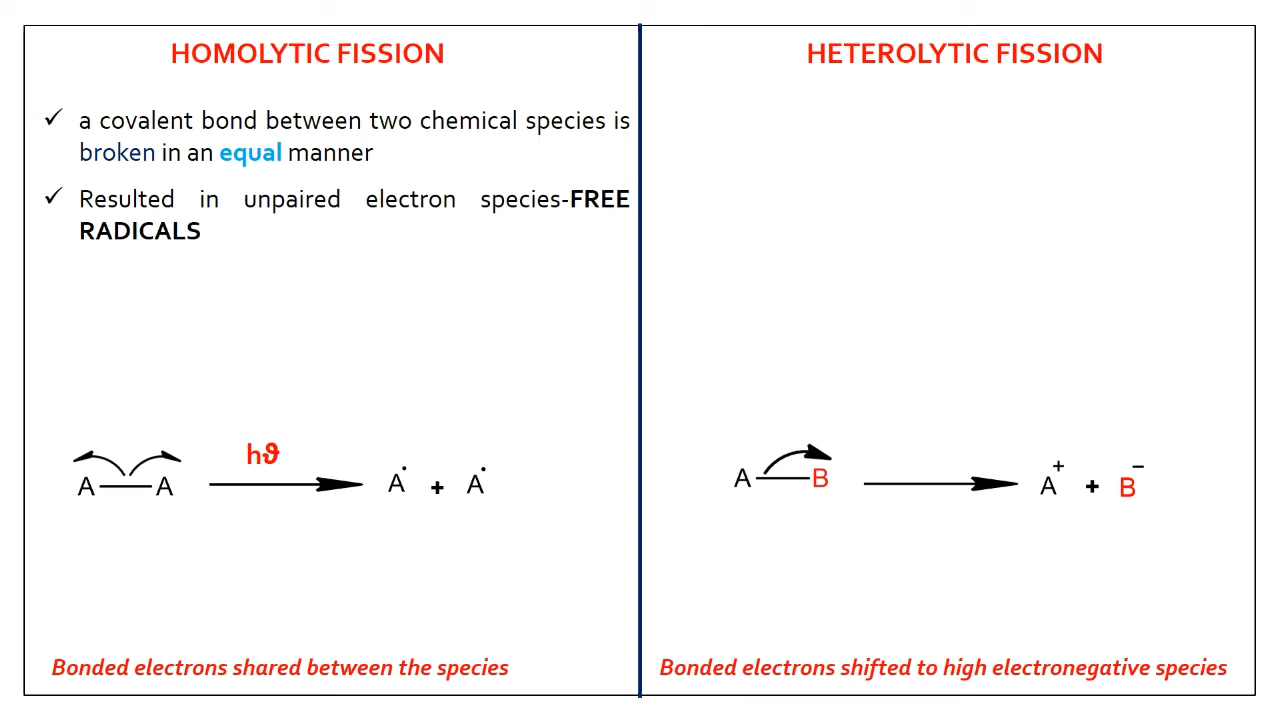 HOMOLYTIC FISSION
✓ a covalent bond between two chemical species is
broken in an equal manner
✓ Resulted in unpaired electron species-FREE
RADICALS
hϑ
A—A → A˙ + A˙
Bonded electrons shared between the species
HETEROLYTIC FISSION
A—B → A⁺ + B⁻
Bonded electrons shifted to high electronegative species